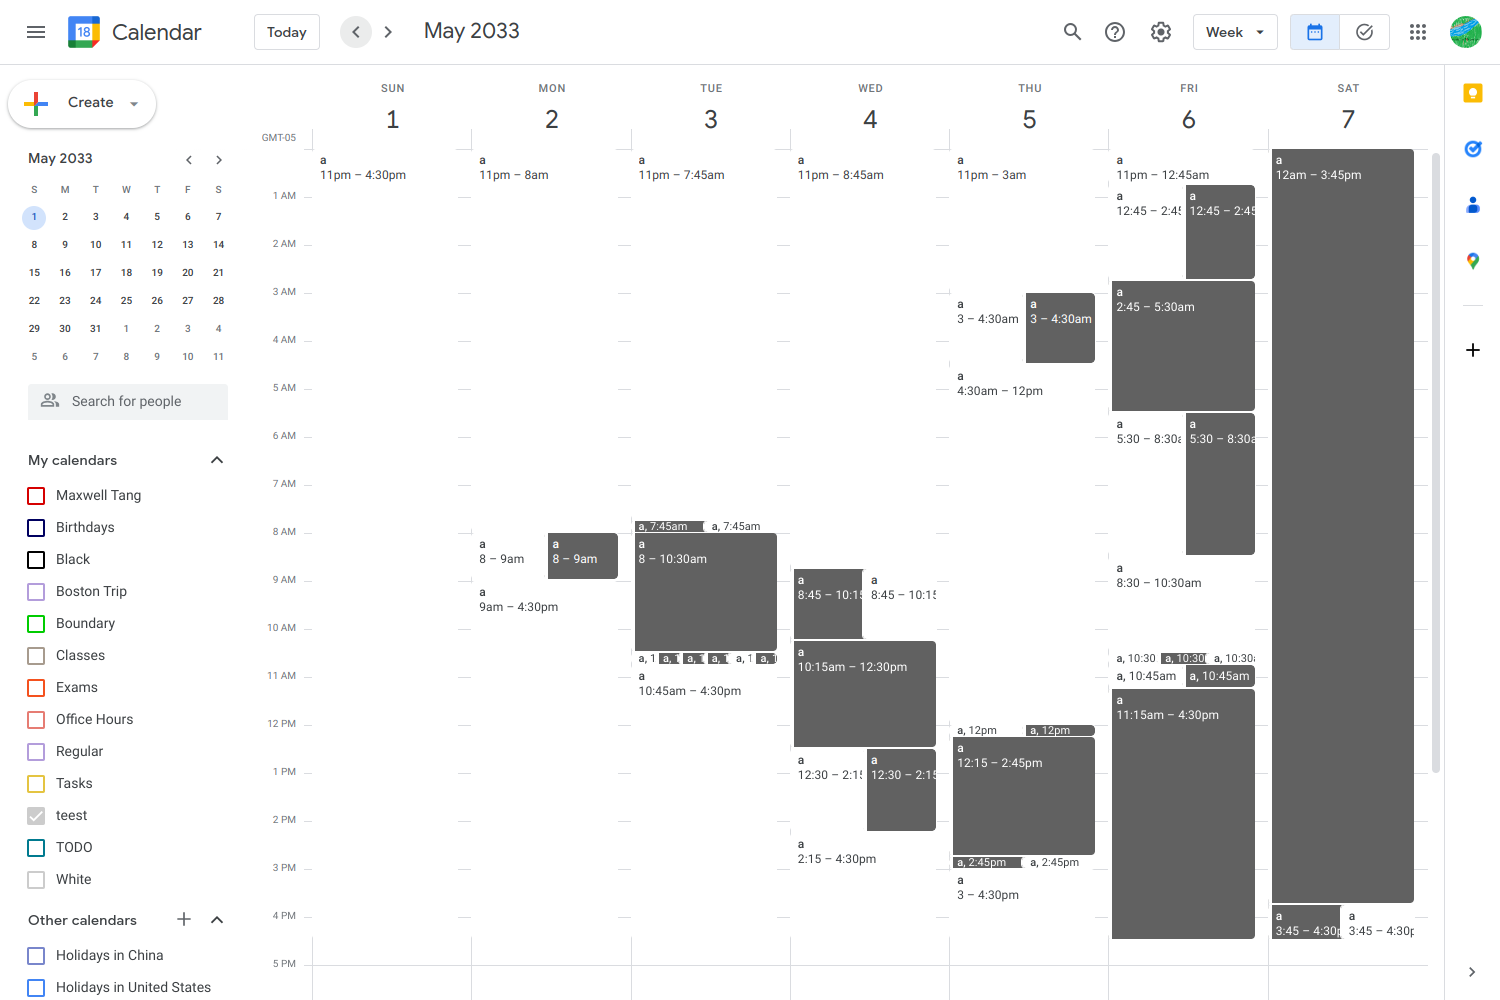 18 Calendar Today May 2033 Week
Create
May 2033
S M T W T F S
1 2 3 4 5 6 7
8 9 10 11 12 13 14
15 16 17 18 19 20 21
22 23 24 25 26 27 28
29 30 31 1 2 3 4
5 6 7 8 9 10 11
Search for people
My calendars
Maxwell Tang
Birthdays
Black
Boston Trip
Boundary
Classes
Exams
Office Hours
Regular
Tasks
teest
TODO
White
Other calendars
Holidays in China
Holidays in United States
SUN MON TUE WED THU FRI SAT
1 2 3 4 5 6 7
GMT-05
1 AM
2 AM
3 AM
4 AM
5 AM
6 AM
7 AM
8 AM
9 AM
10 AM
11 AM
12 PM
1 PM
2 PM
3 PM
4 PM
5 PM
a
11pm – 4:30pm
a
11pm – 8am
a
8 – 9am
a
8 – 9am
a
9am – 4:30pm
a
11pm – 7:45am
a, 7:45am
a, 7:45am
a
8 – 10:30am
a, 1
a, 1
a, 1
a, 1
a, 1
a, 1
a
10:45am – 4:30pm
a
11pm – 8:45am
a
8:45 – 10:15
a
8:45 – 10:15
a
10:15am – 12:30pm
a
12:30 – 2:15
a
12:30 – 2:15
a
2:15 – 4:30pm
a
11pm – 3am
a
3 – 4:30am
a
3 – 4:30am
a
4:30am – 12pm
a, 12pm
a, 12pm
a
12:15 – 2:45pm
a, 2:45pm
a, 2:45pm
a
3 – 4:30pm
a
11pm – 12:45am
a
12:45 – 2:45
a
12:45 – 2:45
a
2:45 – 5:30am
a
5:30 – 8:30a
a
5:30 – 8:30a
a
8:30 – 10:30am
a, 10:30
a, 10:30
a, 10:30a
a, 10:45am
a, 10:45am
a
11:15am – 4:30pm
a
12am – 3:45pm
a
3:45 – 4:30p
a
3:45 – 4:30p